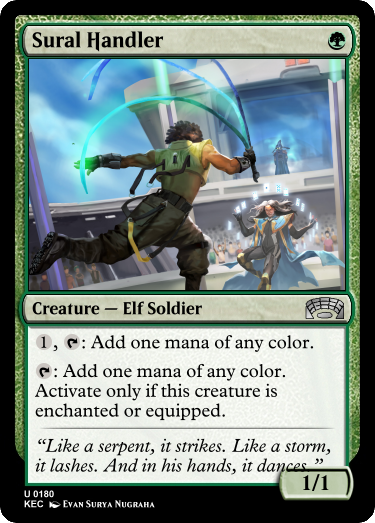 Sural Handler
Creature — Elf Soldier
1, : Add one mana of any color.
: Add one mana of any color.
Activate only if this creature is
enchanted or equipped.
“Like a serpent, it strikes. Like a storm,
it lashes. And in his hands, it dances.”
1/1
U 0180
KEC Evan Surya Nugraha